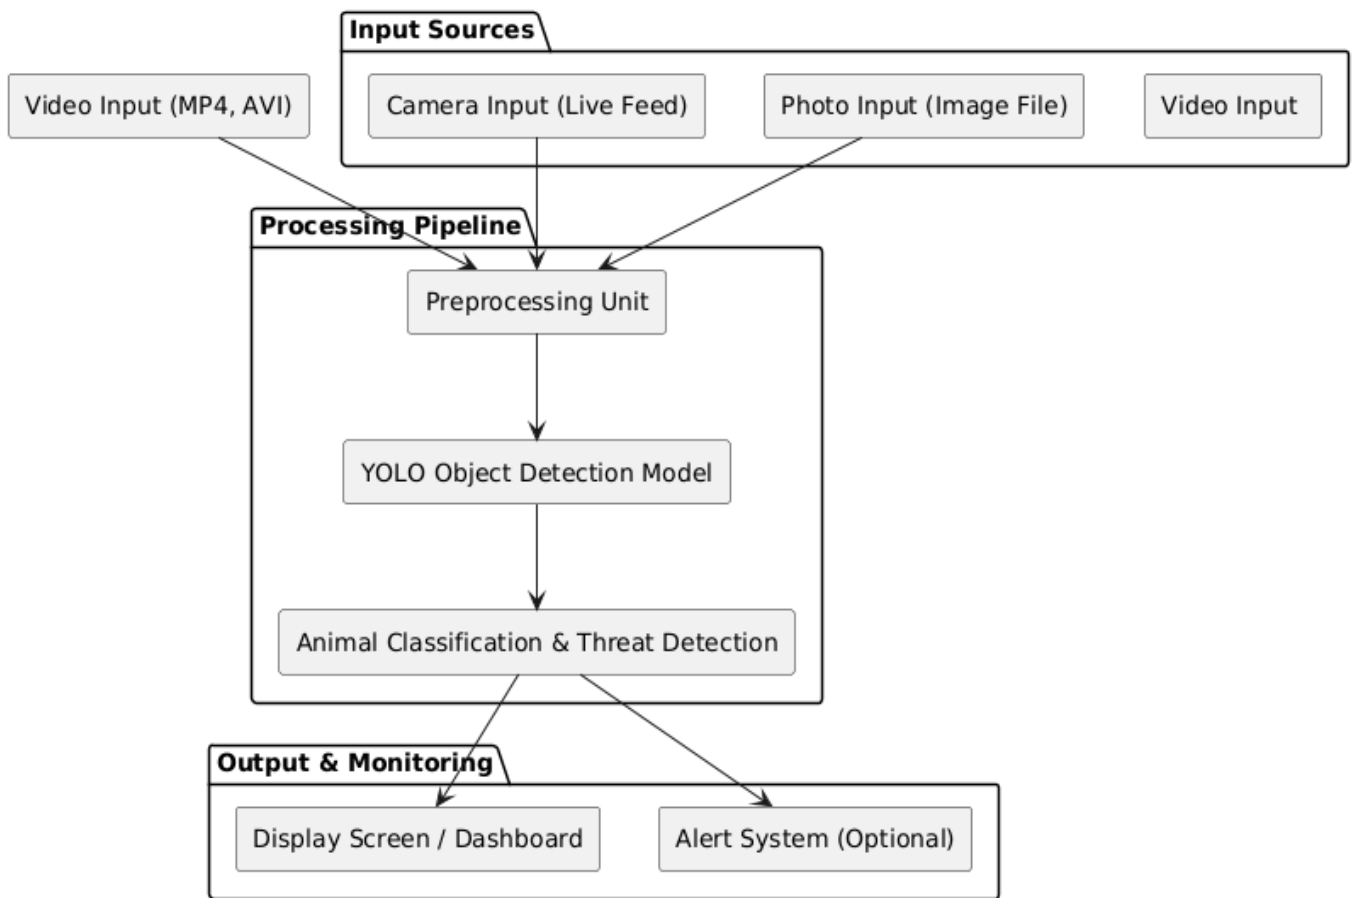 Input Sources
Video Input (MP4, AVI)
Camera Input (Live Feed)
Photo Input (Image File)
Video Input
Processing Pipeline
Preprocessing Unit
YOLO Object Detection Model
Animal Classification & Threat Detection
Output & Monitoring
Display Screen / Dashboard
Alert System (Optional)